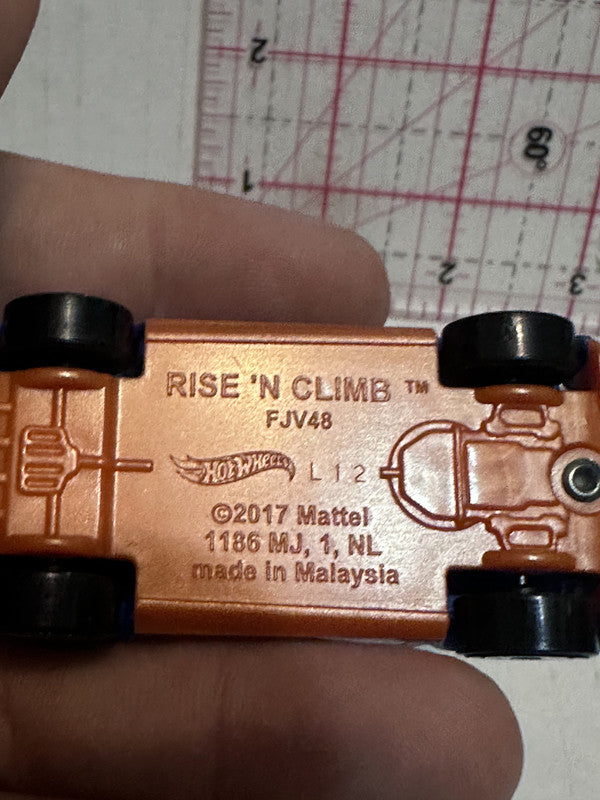 2
60°
1
2
3
RISE 'N CLIMB ™
FJV48
HOT WHEELS L12
©2017 Mattel
1186 MJ, 1, NL
made in Malaysia